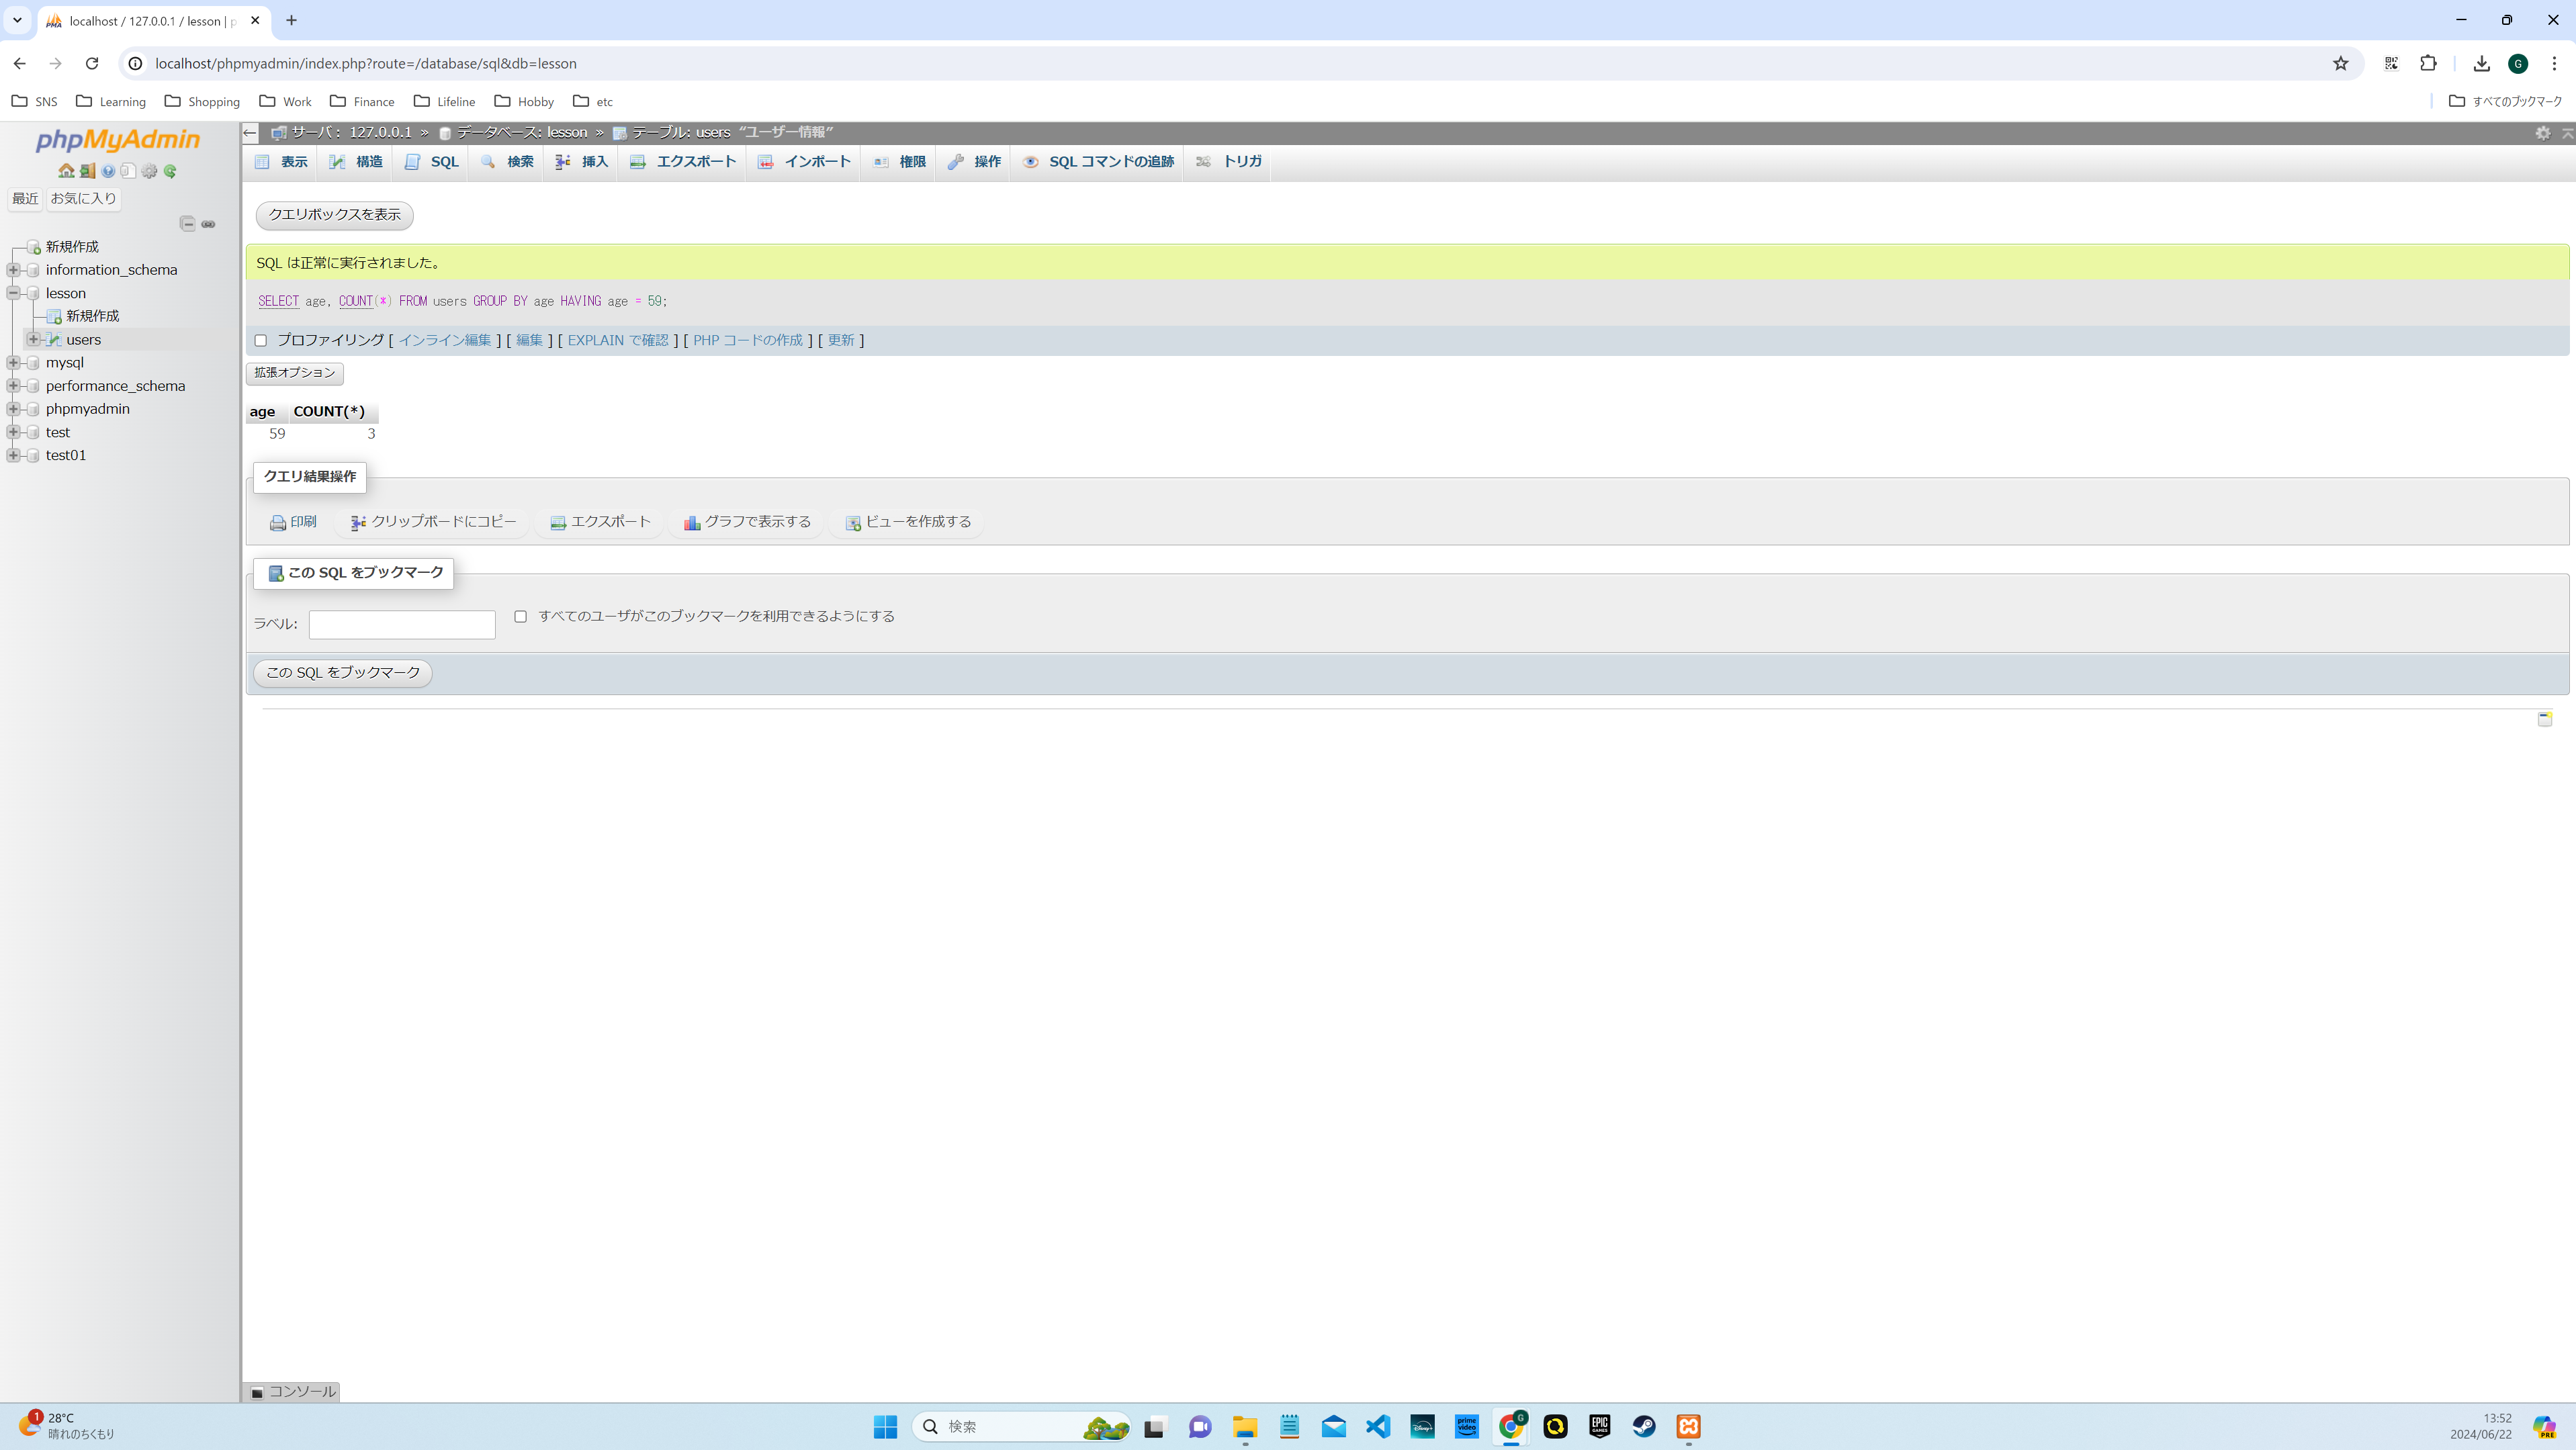 localhost / 127.0.0.1 / lesson | p
localhost/phpmyadmin/index.php?route=/database/sql&db=lesson
SNS Learning Shopping Work Finance Lifeline Hobby etc すべてのブックマーク
phpMyAdmin
最近 お気に入り
新規作成
information_schema
lesson
新規作成
users
mysql
performance_schema
phpmyadmin
test
test01
サーバ: 127.0.0.1 » データベース: lesson » テーブル: users “ユーザー情報”
表示 構造 SQL 検索 挿入 エクスポート インポート 権限 操作 SQL コマンドの追跡 トリガ
クエリボックスを表示
SQL は正常に実行されました。
SELECT age, COUNT(*) FROM users GROUP BY age HAVING age = 59;
プロファイリング [ インライン編集 ] [ 編集 ] [ EXPLAIN で確認 ] [ PHP コードの作成 ] [ 更新 ]
拡張オプション
age COUNT(*)
59 3
クエリ結果操作
印刷 クリップボードにコピー エクスポート グラフで表示する ビューを作成する
この SQL をブックマーク
ラベル: すべてのユーザがこのブックマークを利用できるようにする
この SQL をブックマーク
コンソール
1 28°C
晴れのちくもり
検索
Disney+
prime video
G
EPIC GAMES
13:52
2024/06/22
PRE